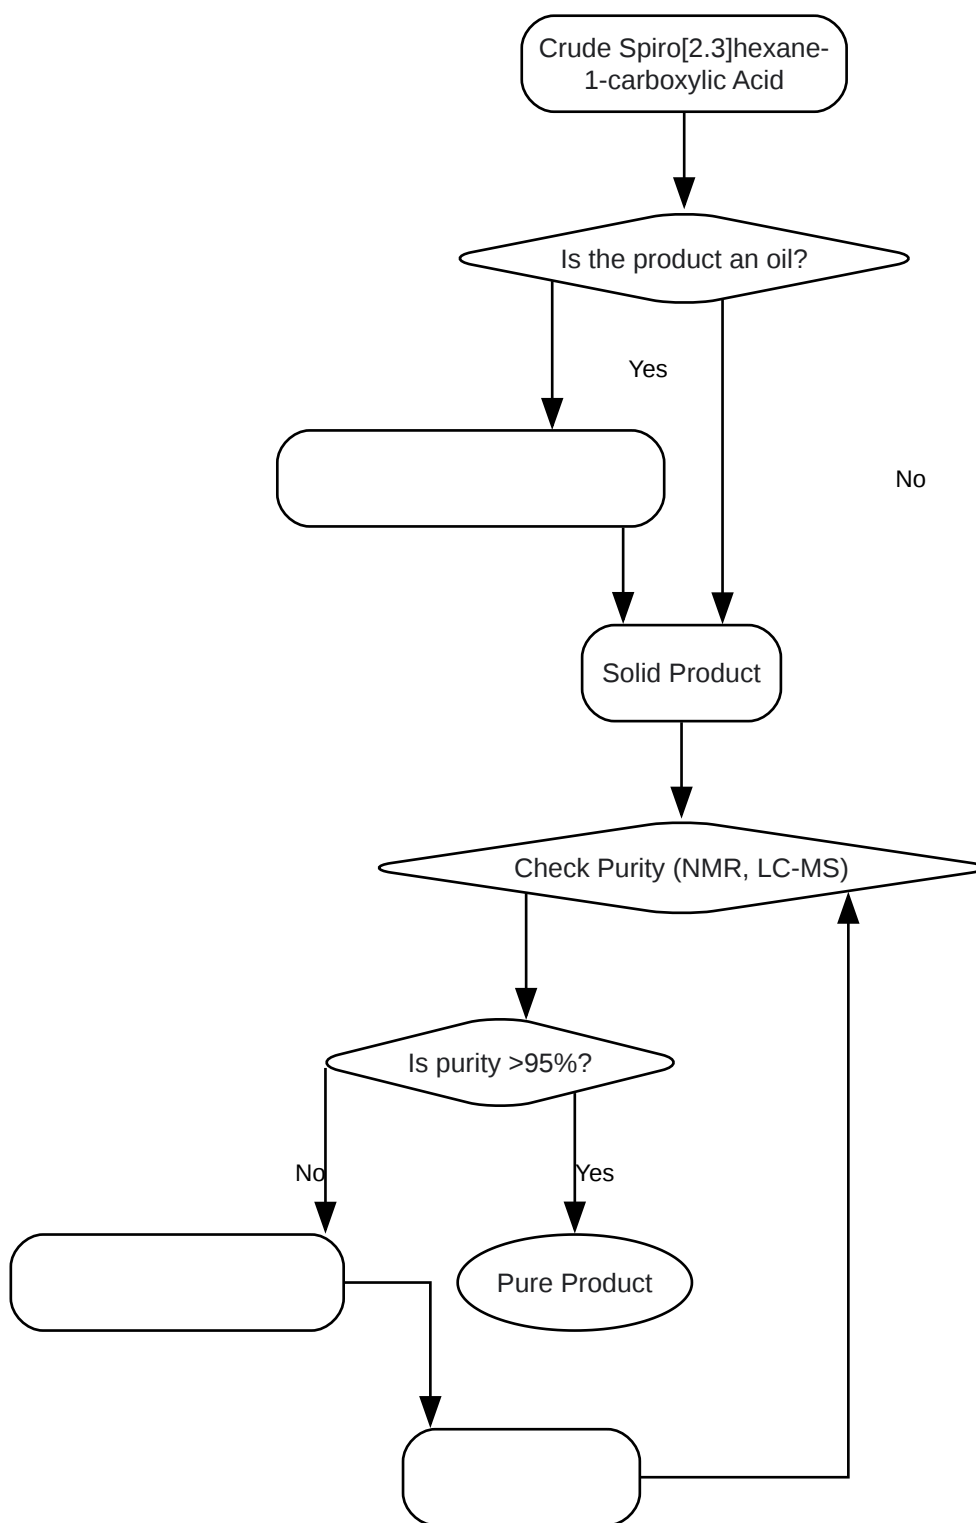 Crude Spiro[2.3]hexane-
1-carboxylic Acid
Is the product an oil?
Yes
No
Solid Product
Check Purity (NMR, LC-MS)
Is purity >95%?
No
Yes
Pure Product